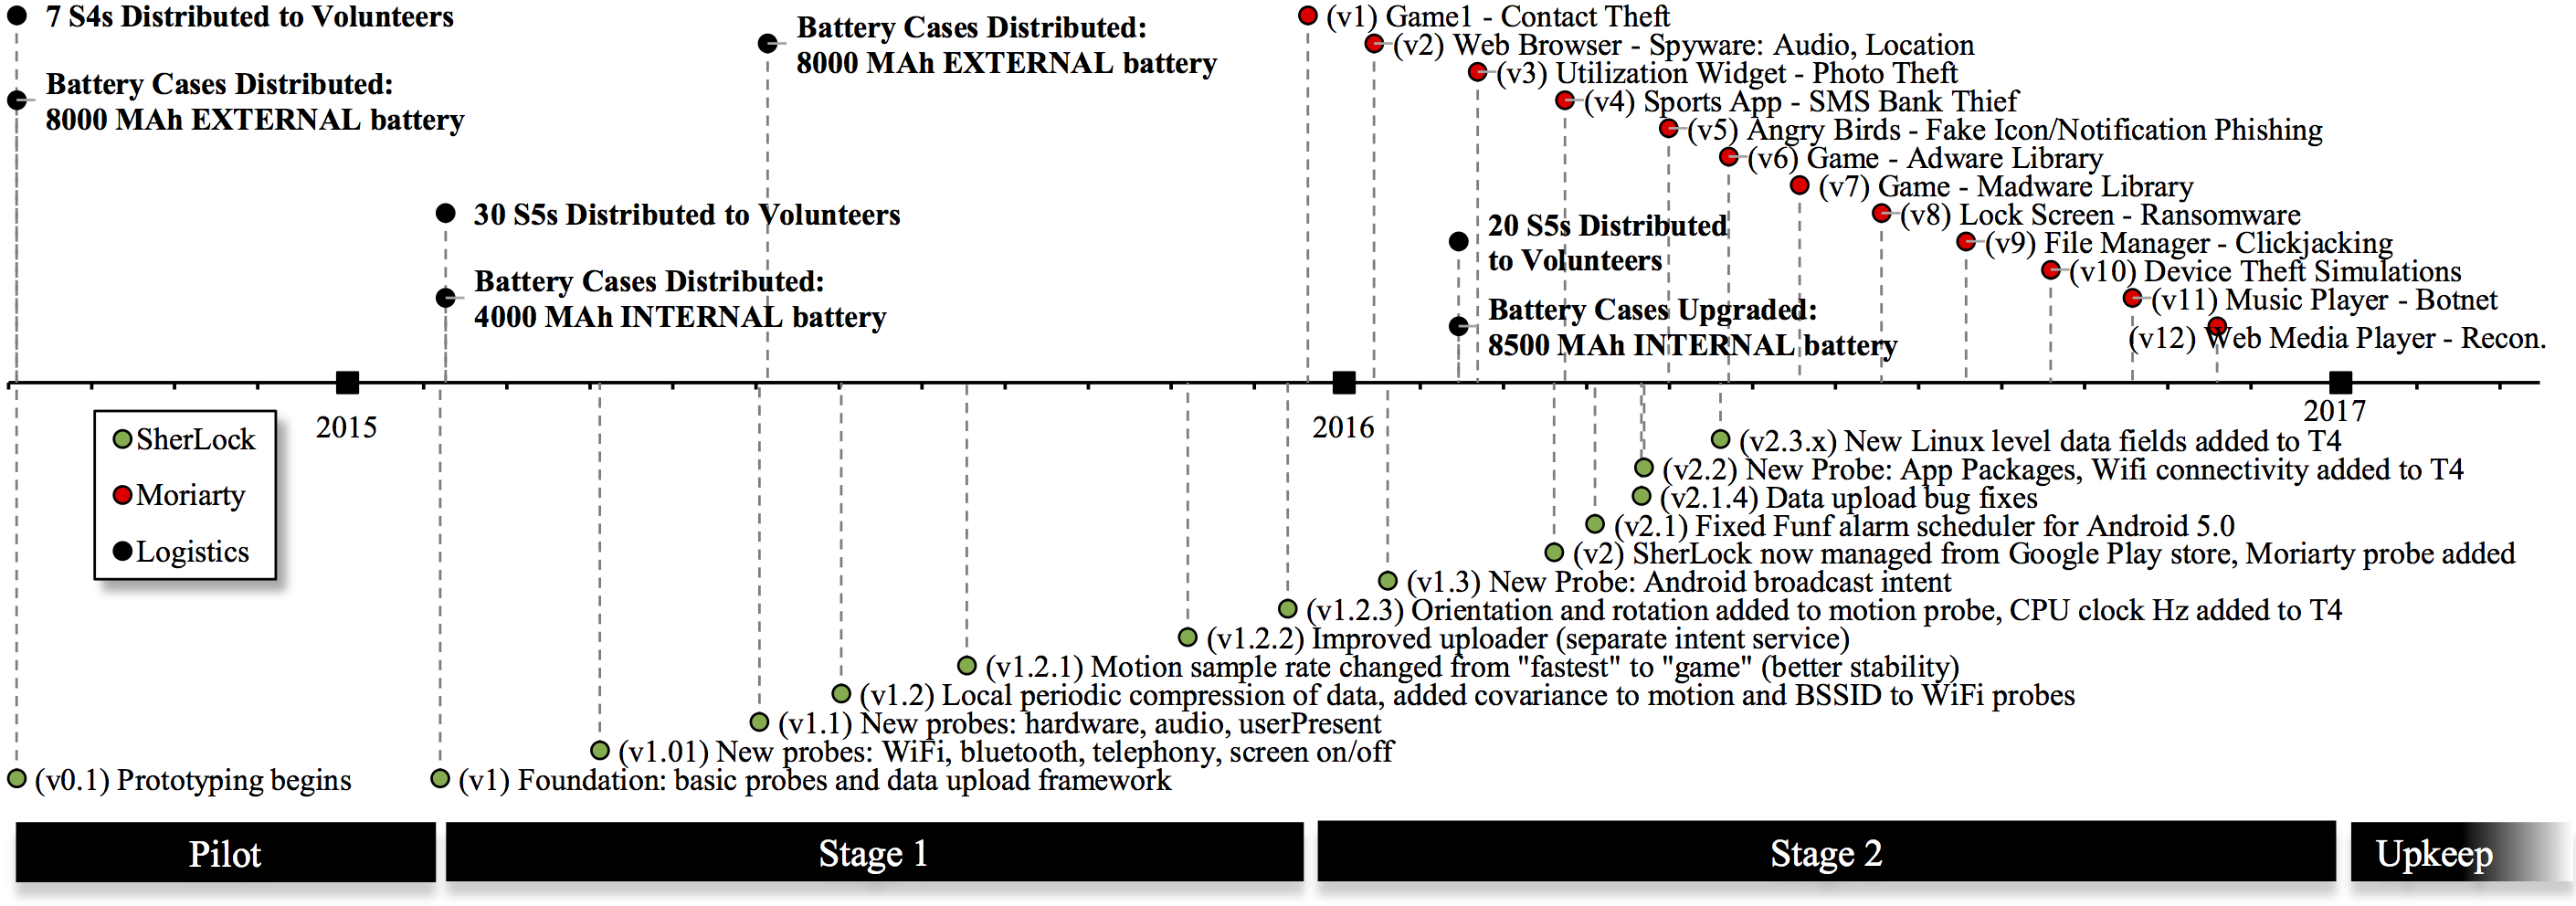 7 S4s Distributed to Volunteers
Battery Cases Distributed:
8000 MAh EXTERNAL battery
30 S5s Distributed to Volunteers
Battery Cases Distributed:
4000 MAh INTERNAL battery
Battery Cases Distributed:
8000 MAh EXTERNAL battery
20 S5s Distributed
to Volunteers
Battery Cases Upgraded:
8500 MAh INTERNAL battery
(v1) Game1 - Contact Theft
(v2) Web Browser - Spyware: Audio, Location
(v3) Utilization Widget - Photo Theft
(v4) Sports App - SMS Bank Thief
(v5) Angry Birds - Fake Icon/Notification Phishing
(v6) Game - Adware Library
(v7) Game - Madware Library
(v8) Lock Screen - Ransomware
(v9) File Manager - Clickjacking
(v10) Device Theft Simulations
(v11) Music Player - Botnet
(v12) Web Media Player - Recon.
2015
2016
2017
SherLock
Moriarty
Logistics
(v2.3.x) New Linux level data fields added to T4
(v2.2) New Probe: App Packages, Wifi connectivity added to T4
(v2.1.4) Data upload bug fixes
(v2.1) Fixed Funf alarm scheduler for Android 5.0
(v2) SherLock now managed from Google Play store, Moriarty probe added
(v1.3) New Probe: Android broadcast intent
(v1.2.3) Orientation and rotation added to motion probe, CPU clock Hz added to T4
(v1.2.2) Improved uploader (separate intent service)
(v1.2.1) Motion sample rate changed from "fastest" to "game" (better stability)
(v1.2) Local periodic compression of data, added covariance to motion and BSSID to WiFi probes
(v1.1) New probes: hardware, audio, userPresent
(v1.01) New probes: WiFi, bluetooth, telephony, screen on/off
(v0.1) Prototyping begins
(v1) Foundation: basic probes and data upload framework
Pilot
Stage 1
Stage 2
Upkeep